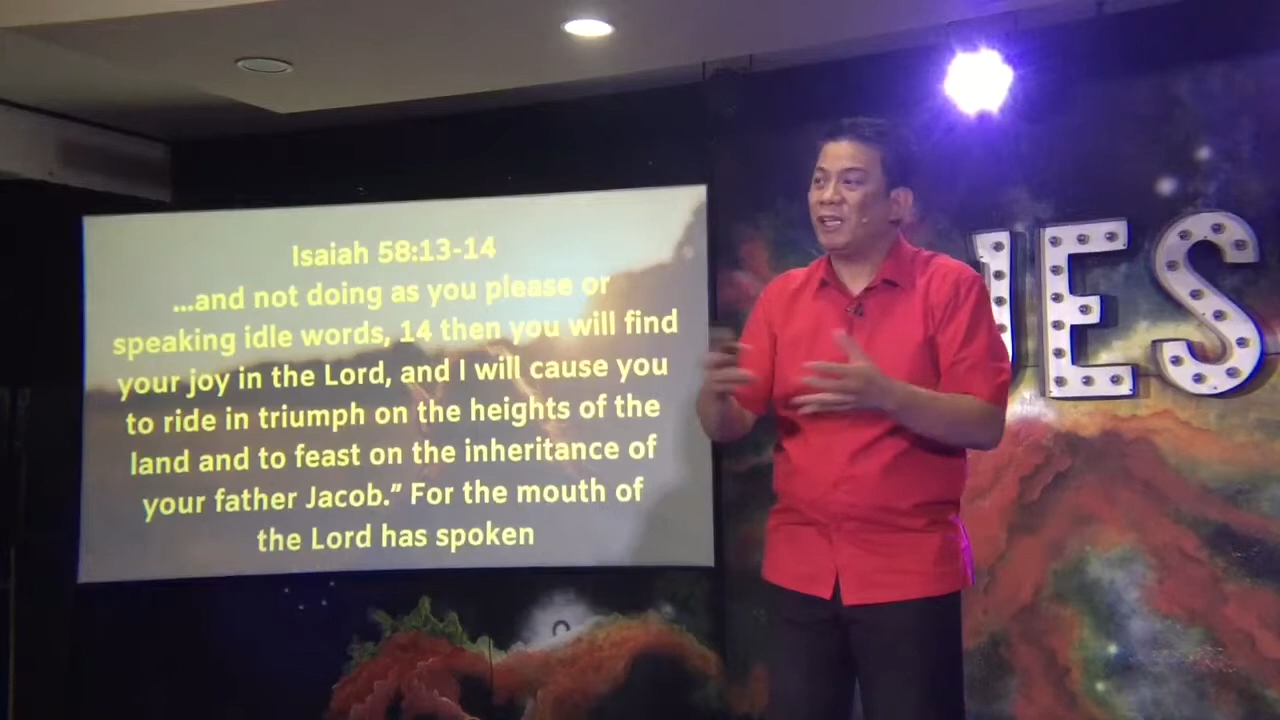 Isaiah 58:13-14
...and not doing as you please or
speaking idle words, 14 then you will find
your joy in the Lord, and I will cause you
to ride in triumph on the heights of the
land and to feast on the inheritance of
your father Jacob.” For the mouth of
the Lord has spoken
JES